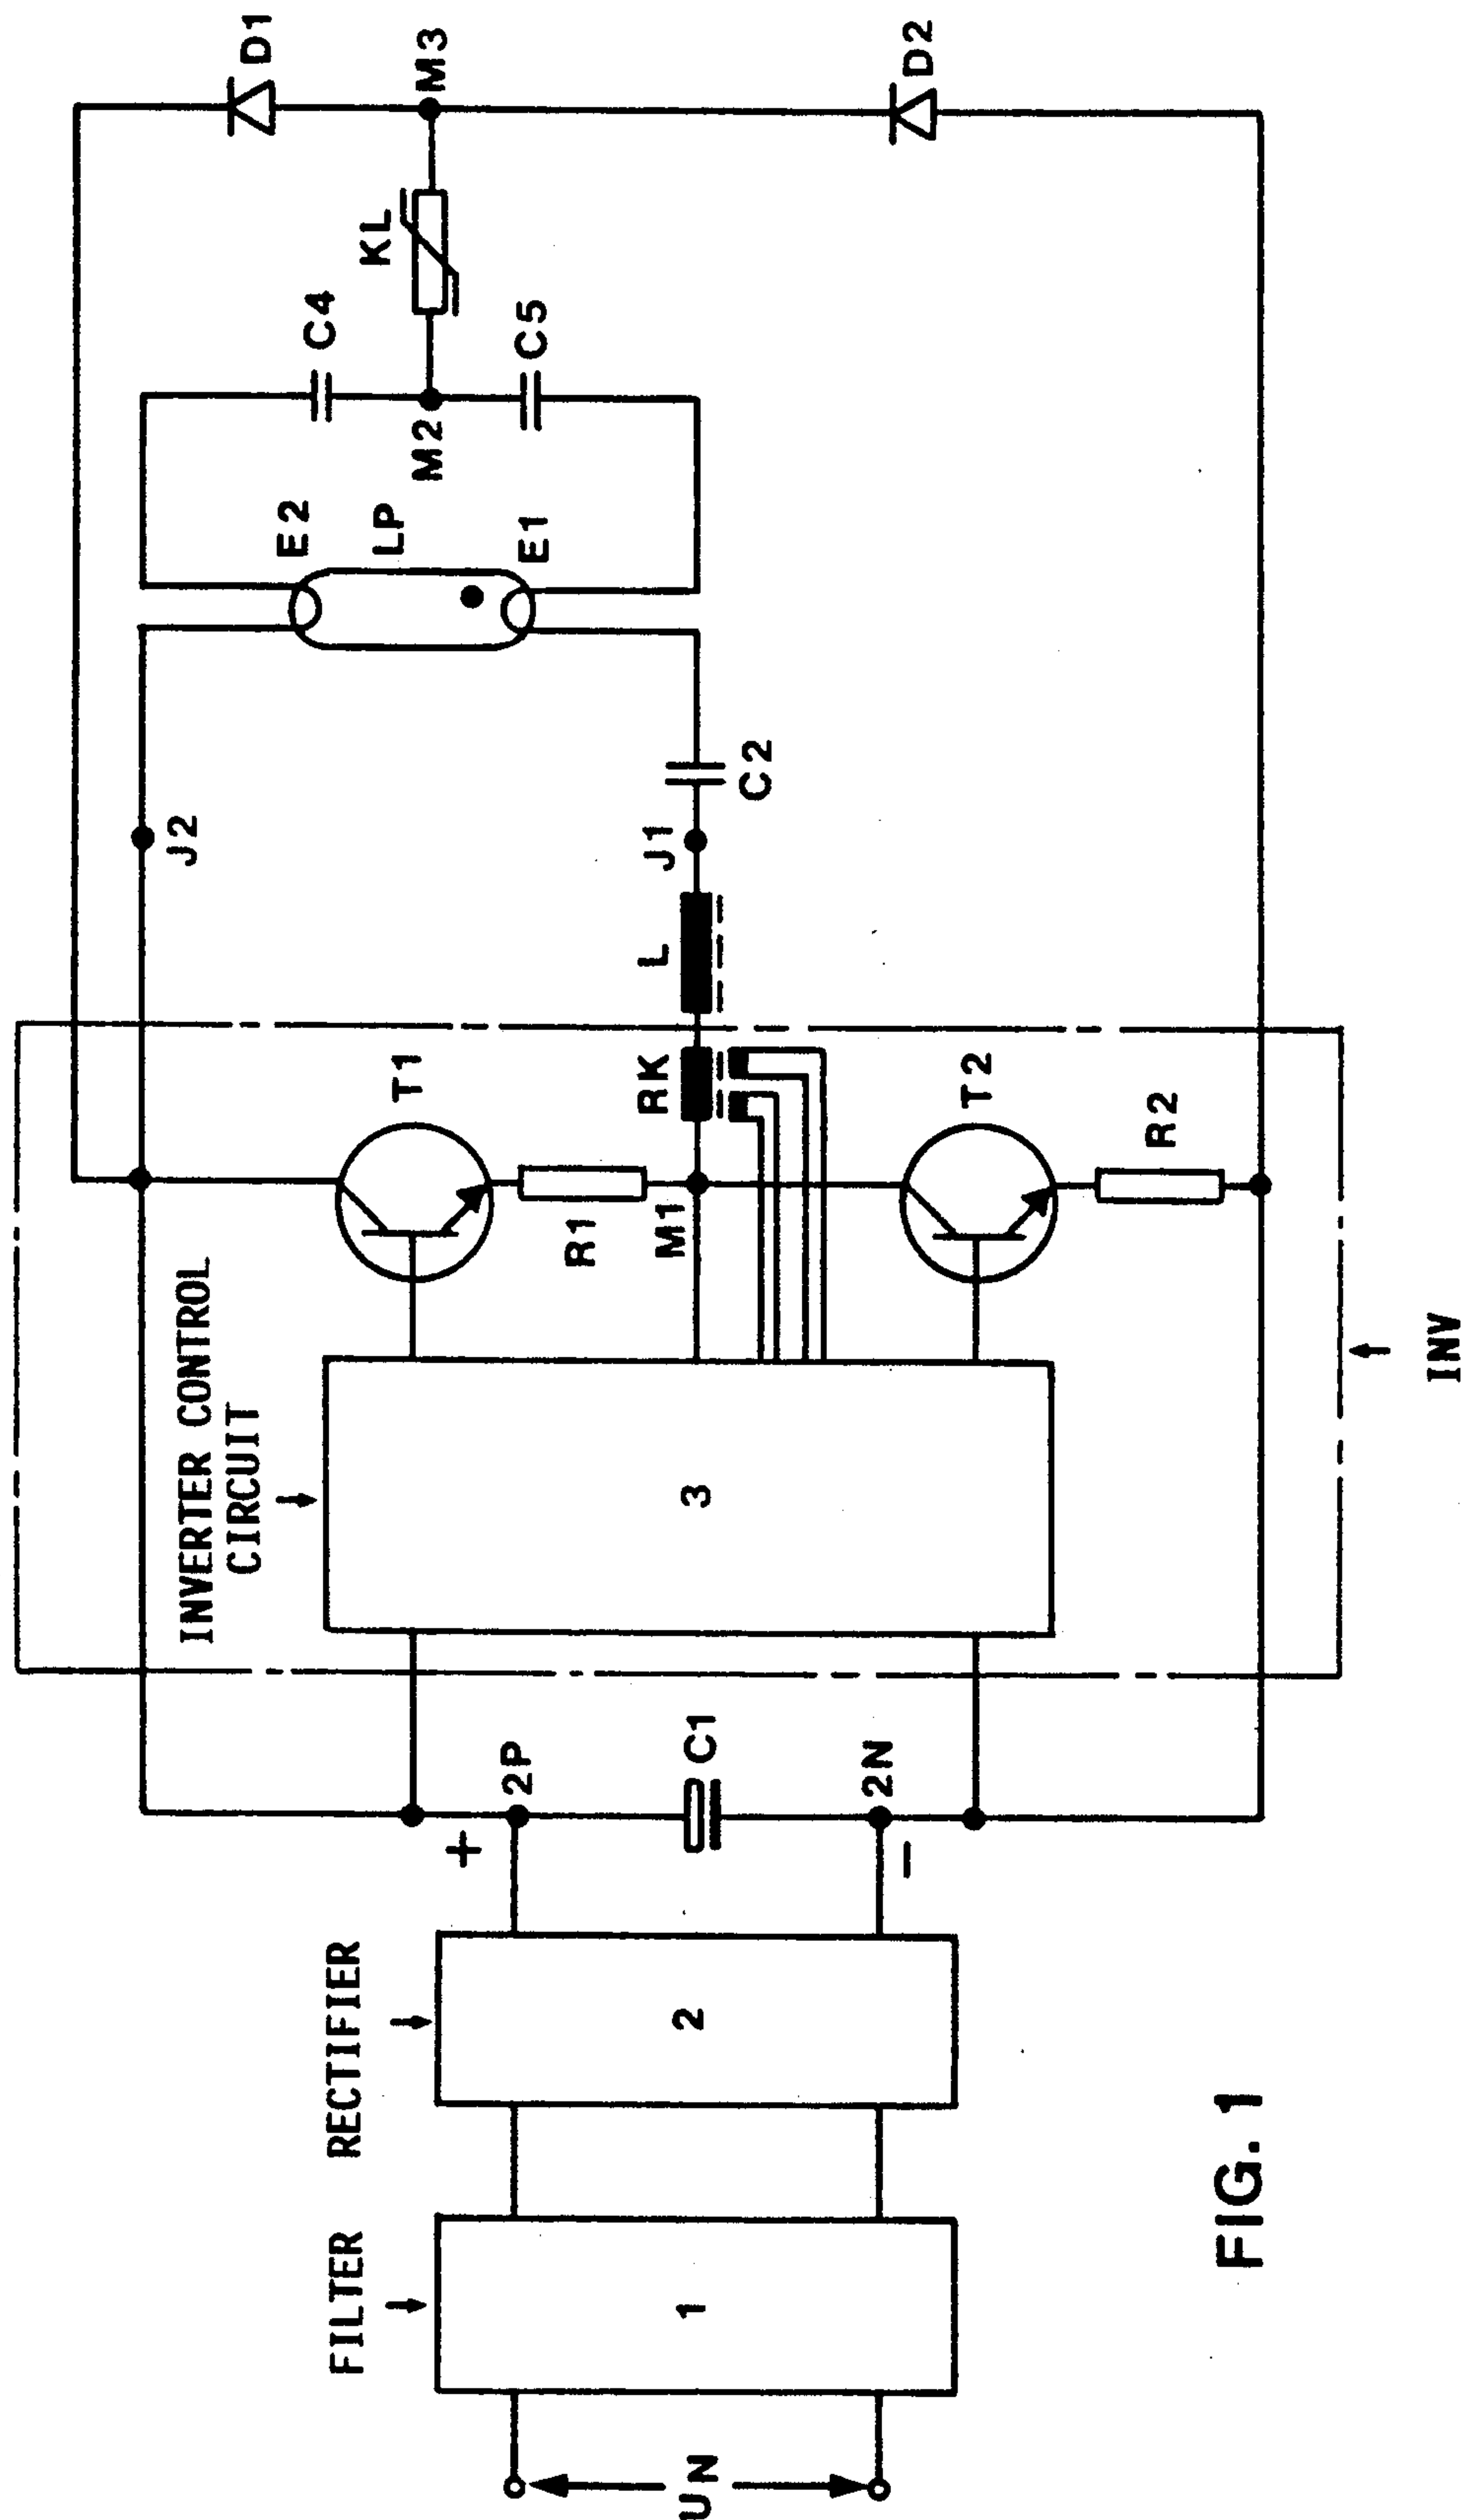 UN
FILTER
1
RECTIFIER
2
+
2P
C1
2N
-
INVERTER CONTROL
CIRCUIT
3
T1
R1
M1
RK
T2
R2
INV
L
J1
J2
C2
E2
LP
E1
M2
C4
C5
KL
D1
M3
D2
FIG. 1